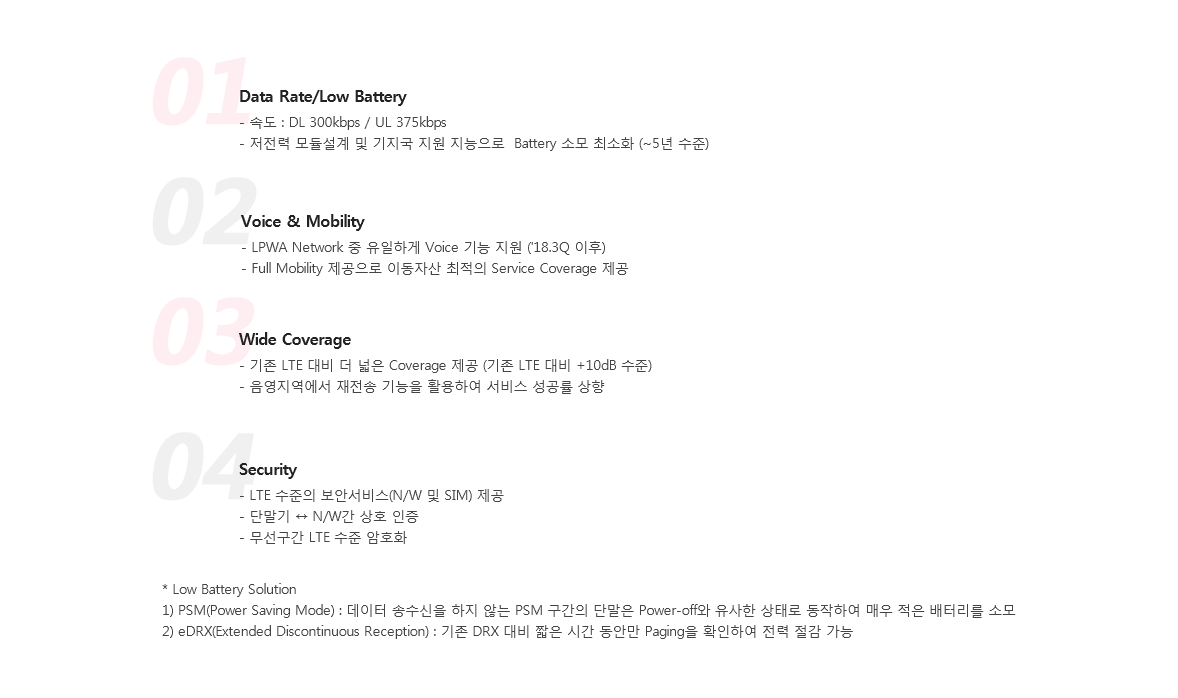 01
Data Rate/Low Battery
- 속도 : DL 300kbps / UL 375kbps
- 저전력 모듈설계 및 기지국 지원 지능으로 Battery 소모 최소화 (~5년 수준)
02
Voice & Mobility
- LPWA Network 중 유일하게 Voice 기능 지원 ('18.3Q 이후)
- Full Mobility 제공으로 이동자산 최적의 Service Coverage 제공
03
Wide Coverage
- 기존 LTE 대비 더 넓은 Coverage 제공 (기존 LTE 대비 +10dB 수준)
- 음영지역에서 재전송 기능을 활용하여 서비스 성공률 상향
04
Security
- LTE 수준의 보안서비스(N/W 및 SIM) 제공
- 단말기 ↔ N/W간 상호 인증
- 무선구간 LTE 수준 암호화
* Low Battery Solution
1) PSM(Power Saving Mode) : 데이터 송수신을 하지 않는 PSM 구간의 단말은 Power-off와 유사한 상태로 동작하여 매우 적은 배터리를 소모
2) eDRX(Extended Discontinuous Reception) : 기존 DRX 대비 짧은 시간 동안만 Paging을 확인하여 전력 절감 가능